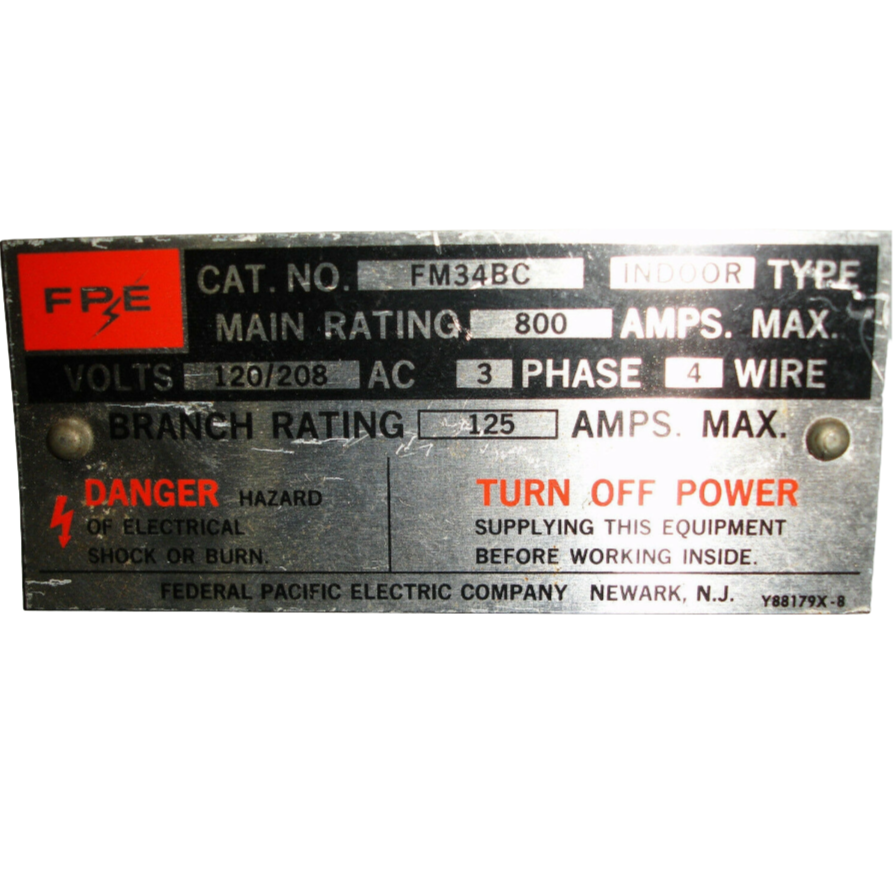 FPE
CAT. NO. FM34BC INDOOR TYPE
MAIN RATING 800 AMPS. MAX.
VOLTS 120/208 AC 3 PHASE 4 WIRE
BRANCH RATING 125 AMPS. MAX.
DANGER HAZARD
OF ELECTRICAL
SHOCK OR BURN.
TURN OFF POWER
SUPPLYING THIS EQUIPMENT
BEFORE WORKING INSIDE.
FEDERAL PACIFIC ELECTRIC COMPANY NEWARK, N.J. Y88179X-8